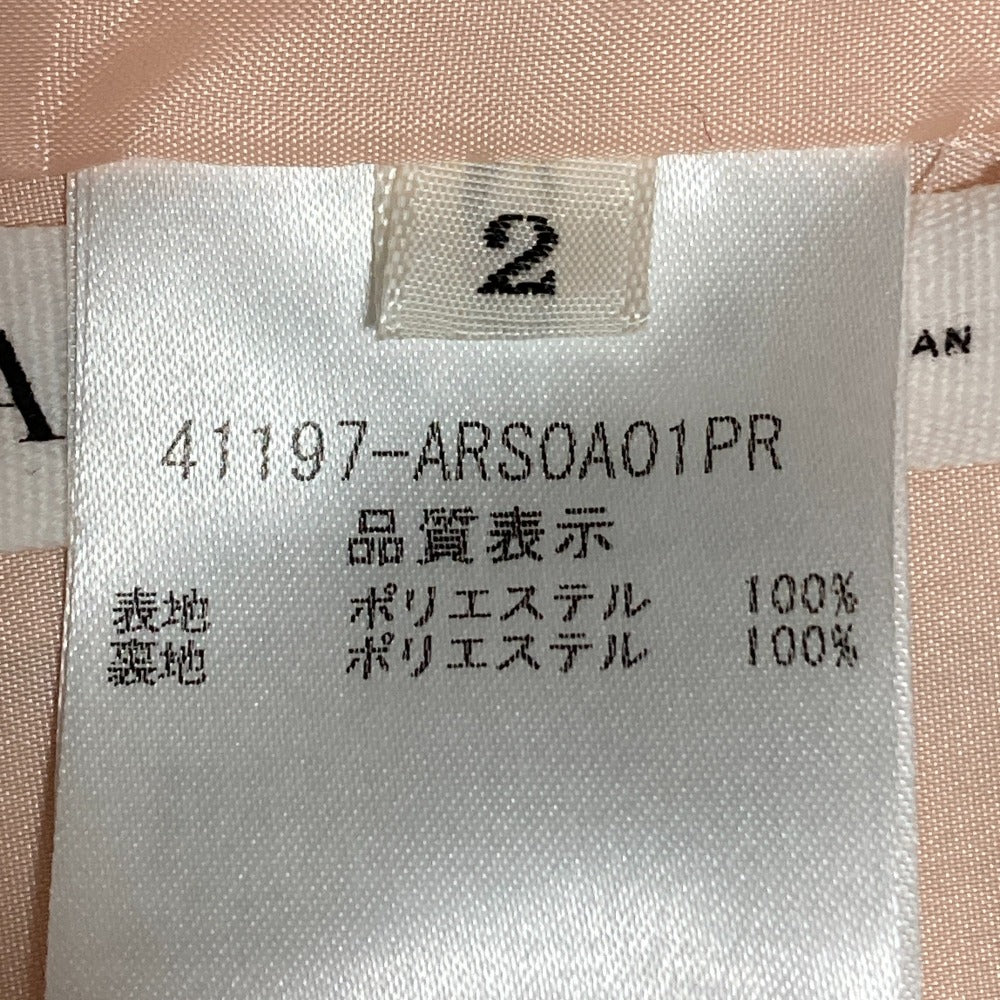 2
A
AN
41197-ARS0A01PR
品質表示
表地 ポリエステル 100%
裏地 ポリエステル 100%